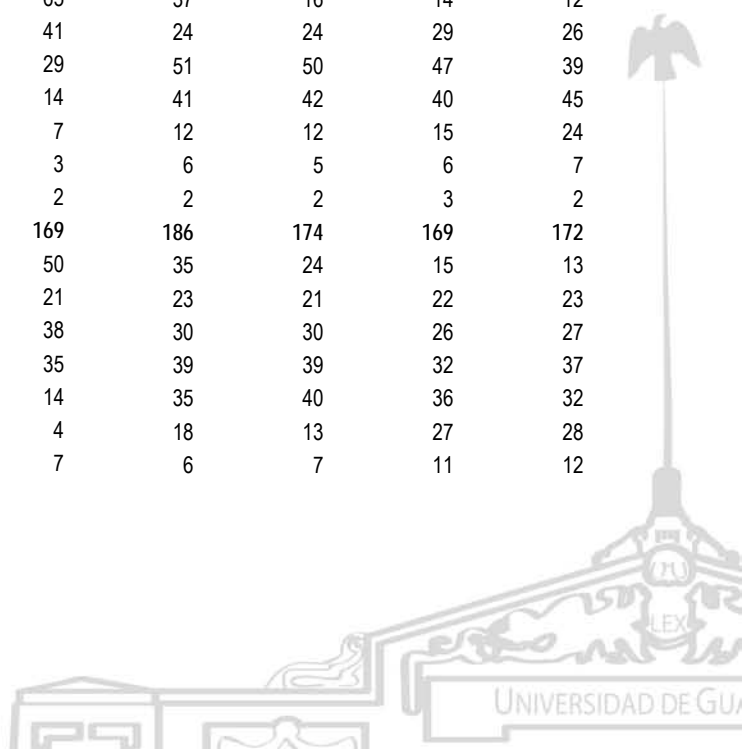 41 24 24 29 26
29 51 50 47 39
14 41 42 40 45
7 12 12 15 24
3 6 5 6 7
2 2 2 3 2
169 186 174 169 172
50 35 24 15 13
21 23 21 22 23
38 30 30 26 27
35 39 39 32 37
14 35 40 36 32
4 18 13 27 28
7 6 7 11 12
LEX
UNIVERSIDAD DE GUA